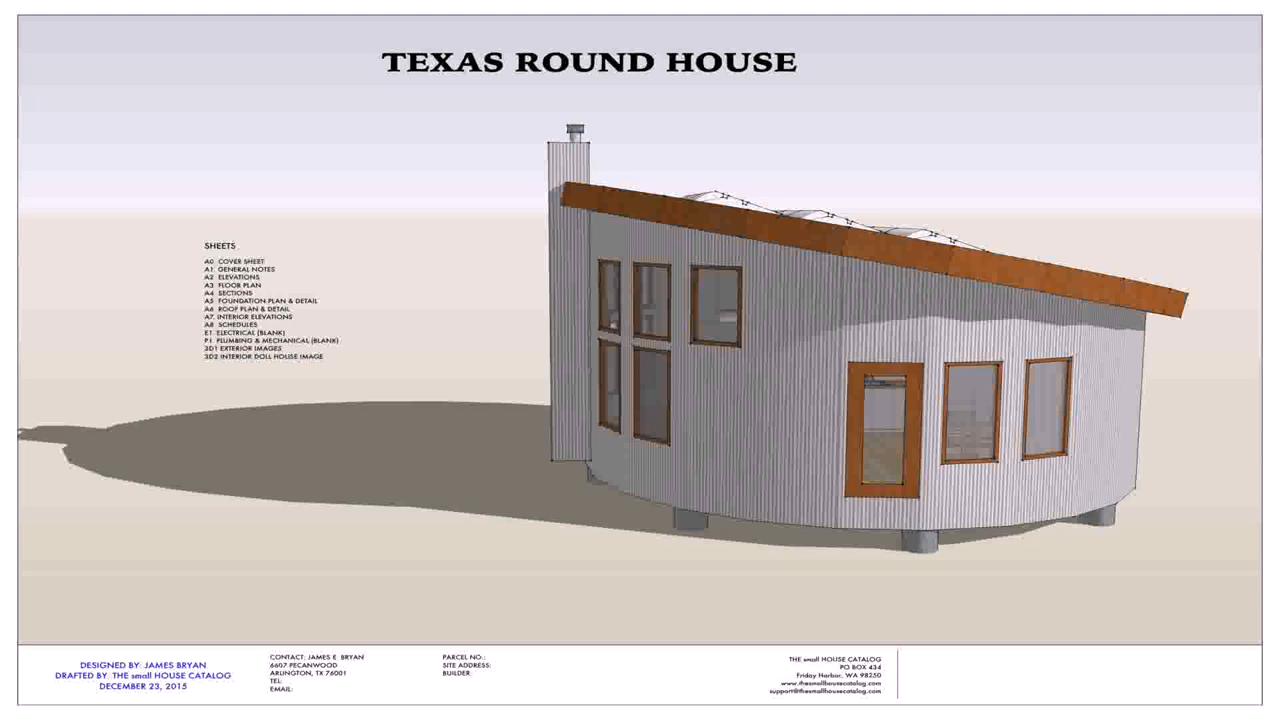 TEXAS ROUND HOUSE
SHEETS
A0 COVER SHEET
A1 GENERAL NOTES
A2 ELEVATIONS
A3 FLOOR PLAN
A4 SECTIONS
A5 FOUNDATION PLAN & DETAIL
A6 ROOF PLAN & DETAIL
A7. INTERIOR ELEVATIONS
A8 SCHEDULES
E1 ELECTRICAL (BLANK)
P1 PLUMBING & MECHANICAL (BLANK)
3D1 EXTERIOR IMAGES
3D2 INTERIOR DOLL HOUSE IMAGE
DESIGNED BY: JAMES BRYAN
DRAFTED BY: THE small HOUSE CATALOG
DECEMBER 23, 2015
CONTACT: JAMES E. BRYAN
6607 PECANWOOD
ARLINGTON, TX 76001
TEL:
EMAIL:
PARCEL NO.:
SITE ADDRESS:
BUILDER:
THE small HOUSE CATALOG
PO BOX 434
Friday Harbor, WA 98250
www.thesmallhousecatalog.com
support@thesmallhousecatalog.com